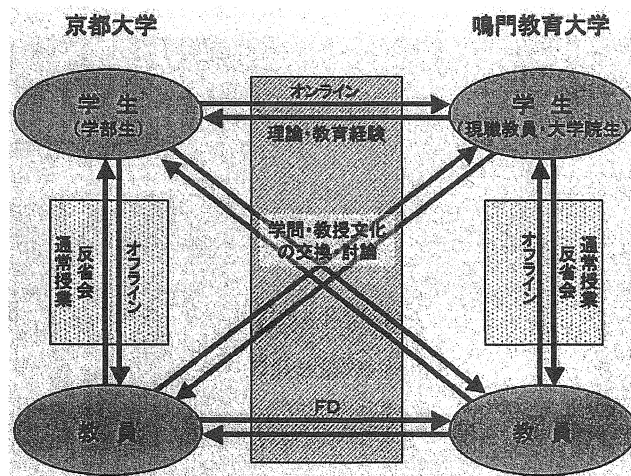 京都大学
鳴門教育大学
学生
(学部生)
オンライン
理論・教育経験
学生
(現職教員・大学院生)
学問・教授文化
の交換・討論
通常授業
反省会
オフライン
オフライン
反省会
通常授業
教員
FD
教員